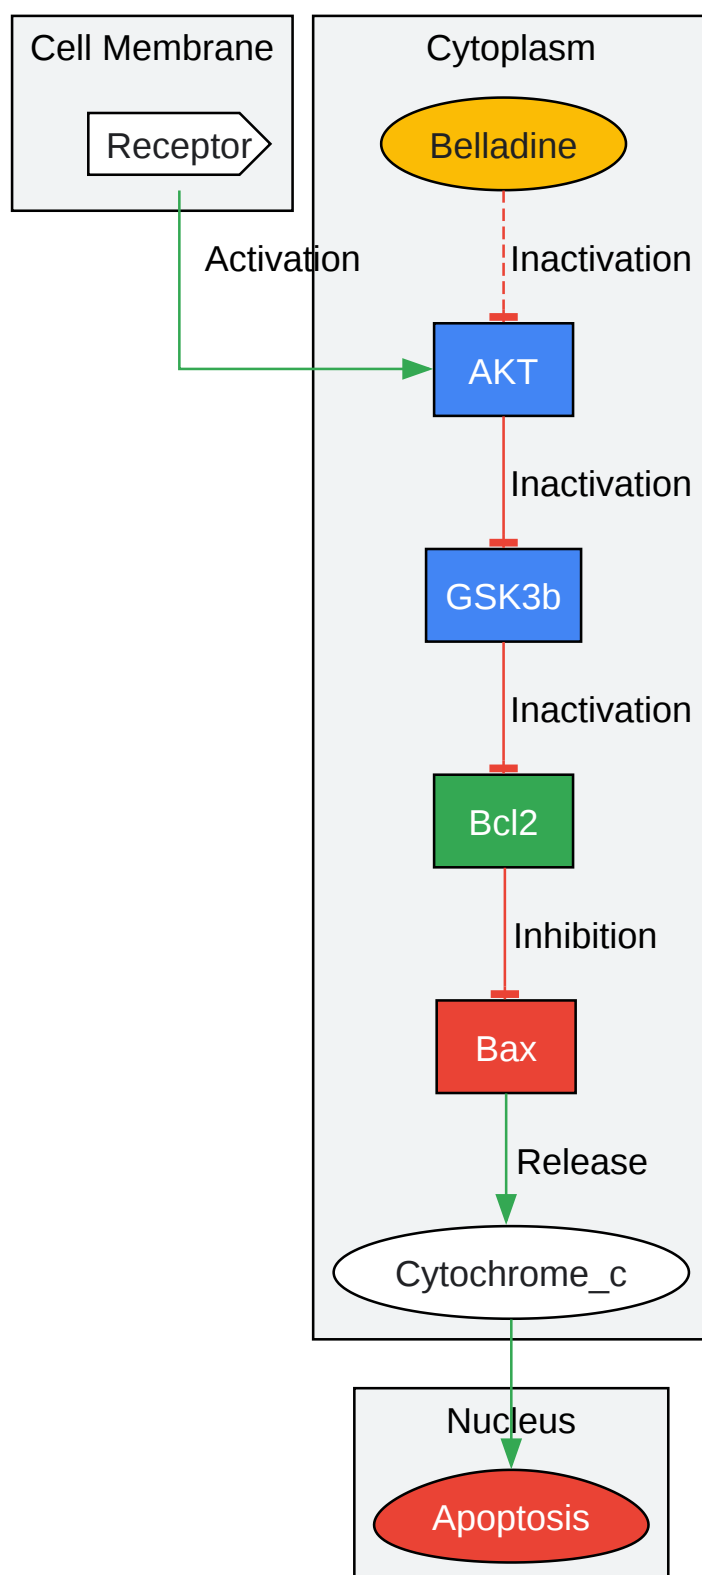 Cell Membrane
Cytoplasm
Receptor
Belladine
Activation
Inactivation
AKT
Inactivation
GSK3b
Inactivation
Bcl2
Inhibition
Bax
Release
Cytochrome_c
Nucleus
Apoptosis